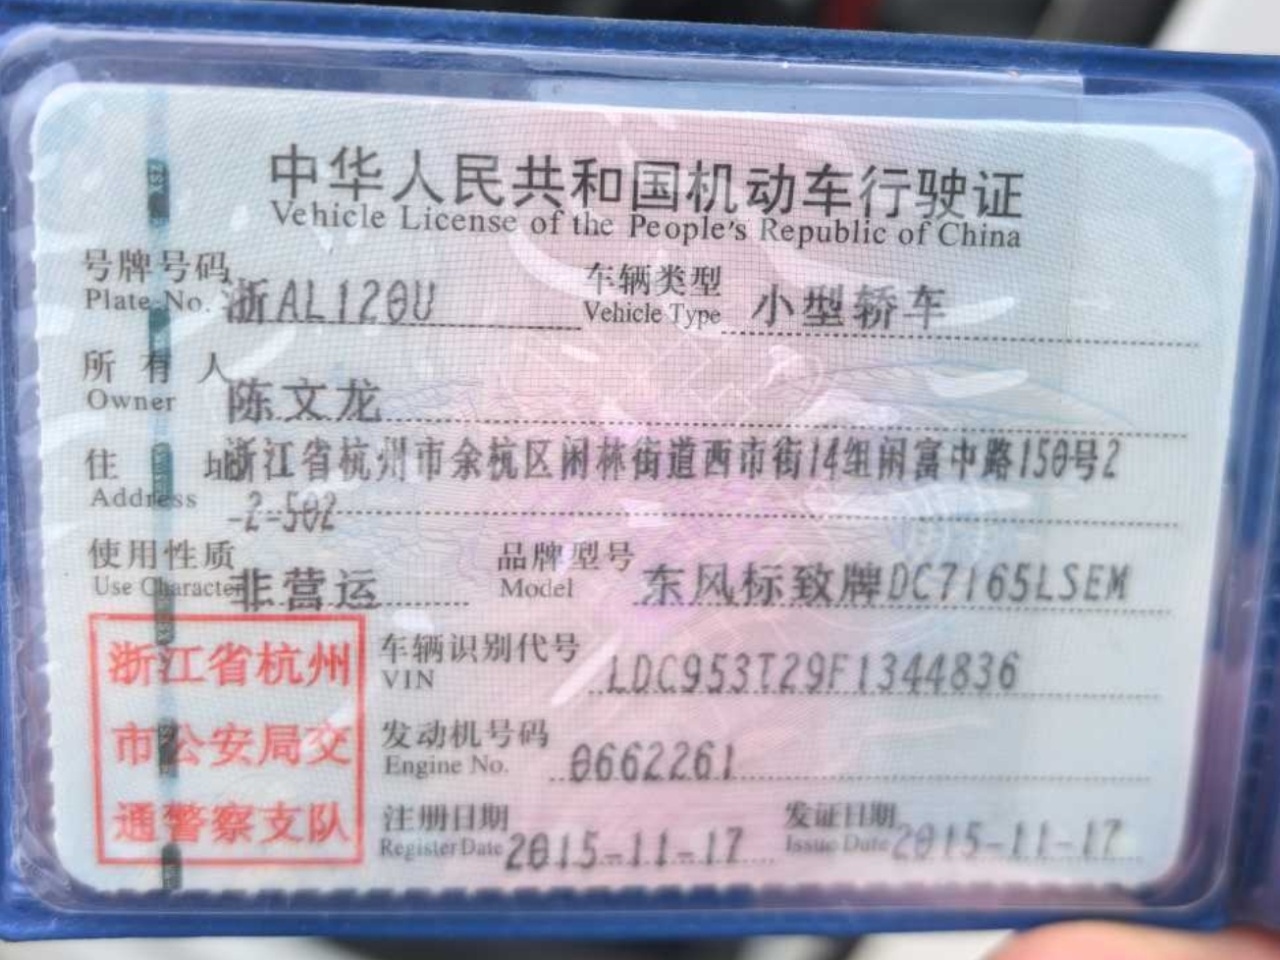 中华人民共和国机动车行驶证
Vehicle License of the People's Republic of China
号牌号码 浙AL120U 车辆类型 小型轿车
Plate No. Vehicle Type
所有人 陈文龙
Owner
住址 浙江省杭州市余杭区闲林街道西市街14组闲富中路150号2
Address -2-502
使用性质 非营运 品牌型号 东风标致牌DC7165LSEM
Use Character Model
浙江省杭州
市公安局交
通警察支队
车辆识别代号 LDC953T29F1344836
VIN
发动机号码 0662261
Engine No.
注册日期 2015-11-17 发证日期 2015-11-17
Register Date Issue Date